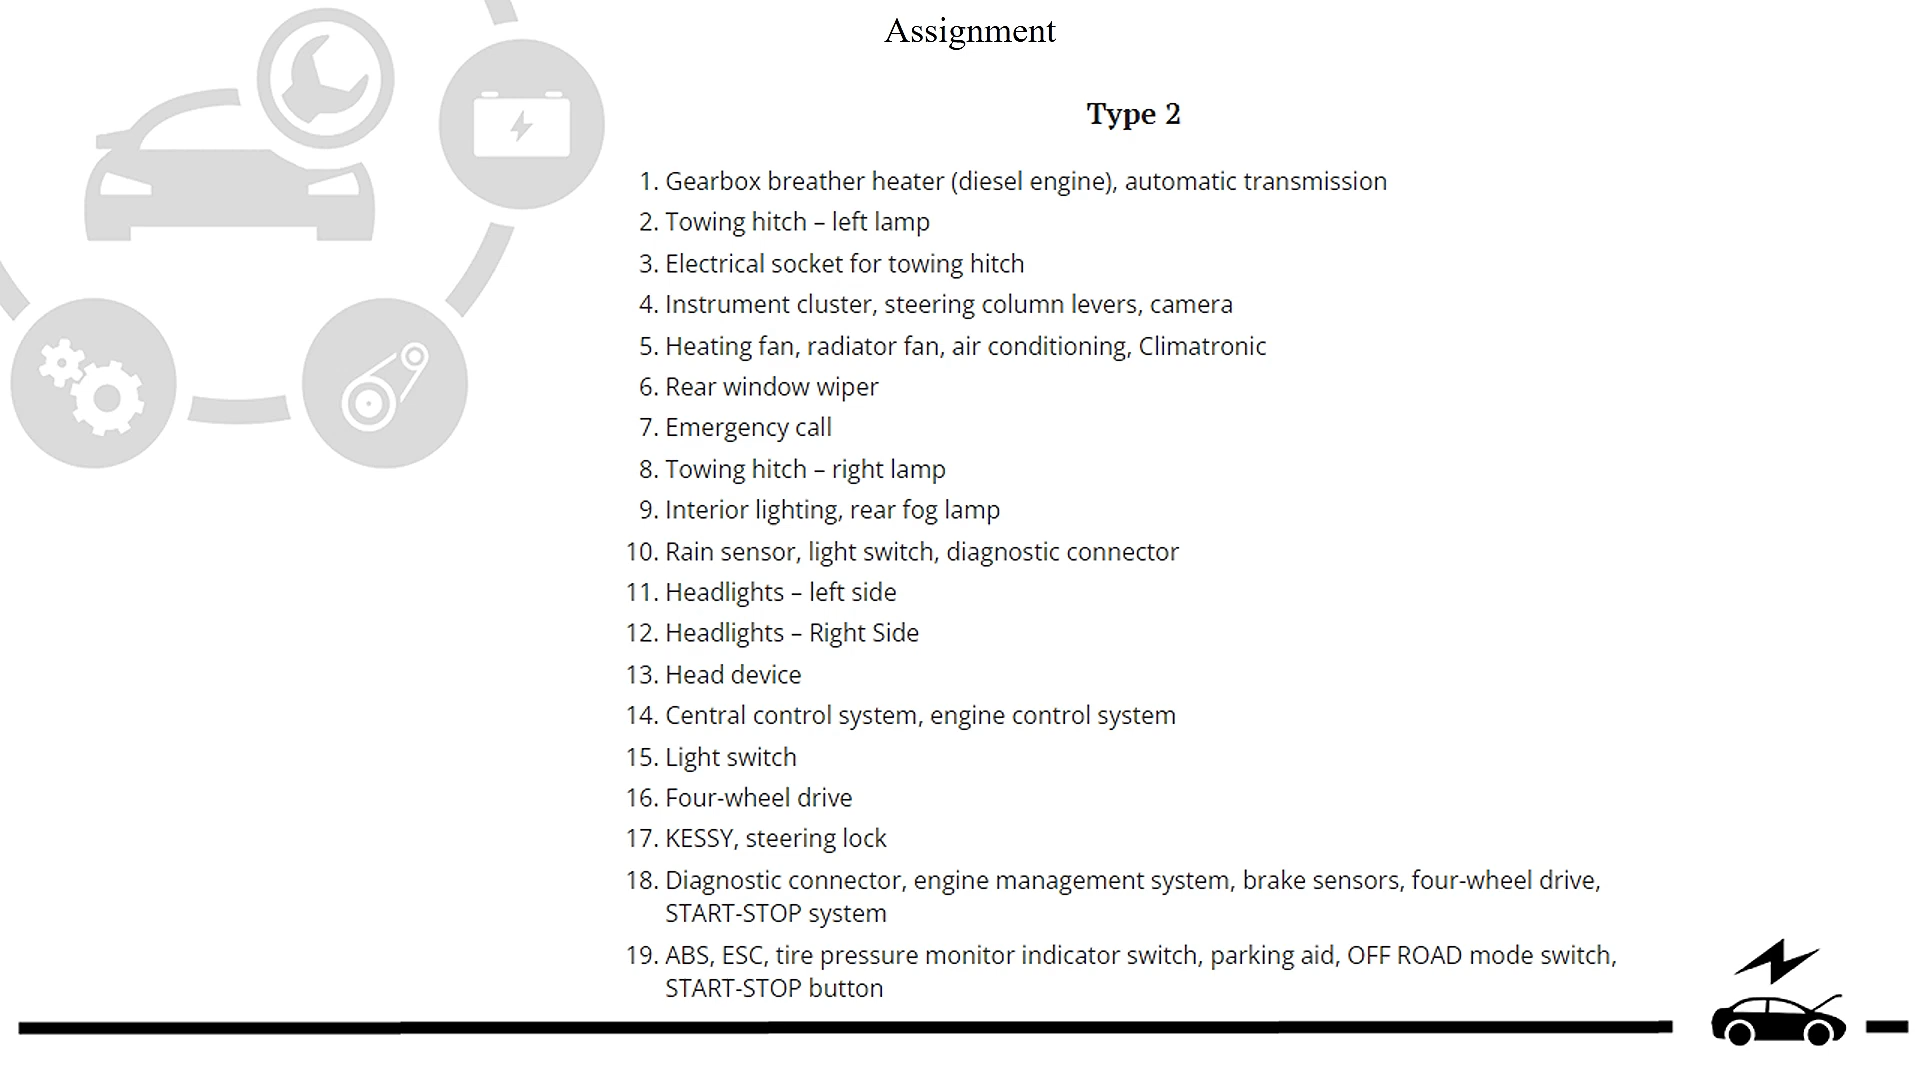 Assignment
Type 2
1. Gearbox breather heater (diesel engine), automatic transmission
2. Towing hitch – left lamp
3. Electrical socket for towing hitch
4. Instrument cluster, steering column levers, camera
5. Heating fan, radiator fan, air conditioning, Climatronic
6. Rear window wiper
7. Emergency call
8. Towing hitch – right lamp
9. Interior lighting, rear fog lamp
10. Rain sensor, light switch, diagnostic connector
11. Headlights – left side
12. Headlights – Right Side
13. Head device
14. Central control system, engine control system
15. Light switch
16. Four-wheel drive
17. KESSY, steering lock
18. Diagnostic connector, engine management system, brake sensors, four-wheel drive,
START-STOP system
19. ABS, ESC, tire pressure monitor indicator switch, parking aid, OFF ROAD mode switch,
START-STOP button